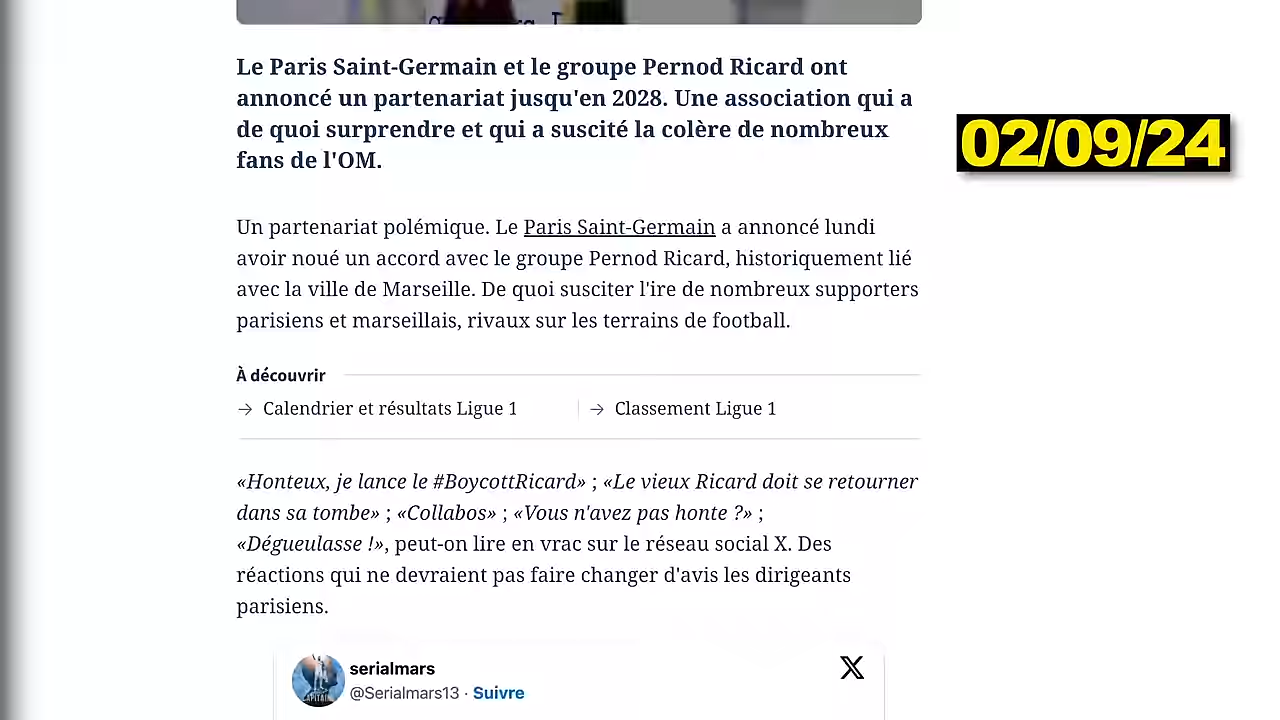 Le Paris Saint-Germain et le groupe Pernod Ricard ont
annoncé un partenariat jusqu'en 2028. Une association qui a
de quoi surprendre et qui a suscité la colère de nombreux
fans de l'OM.
02/09/24
Un partenariat polémique. Le Paris Saint-Germain a annoncé lundi
avoir noué un accord avec le groupe Pernod Ricard, historiquement lié
avec la ville de Marseille. De quoi susciter l'ire de nombreux supporters
parisiens et marseillais, rivaux sur les terrains de football.
À découvrir
→ Calendrier et résultats Ligue 1
→ Classement Ligue 1
«Honteux, je lance le #BoycottRicard» ; «Le vieux Ricard doit se retourner
dans sa tombe» ; «Collabos» ; «Vous n'avez pas honte ?» ;
«Dégueulasse !», peut-on lire en vrac sur le réseau social X. Des
réactions qui ne devraient pas faire changer d'avis les dirigeants
parisiens.
serialmars
@Serialmars13 · Suivre